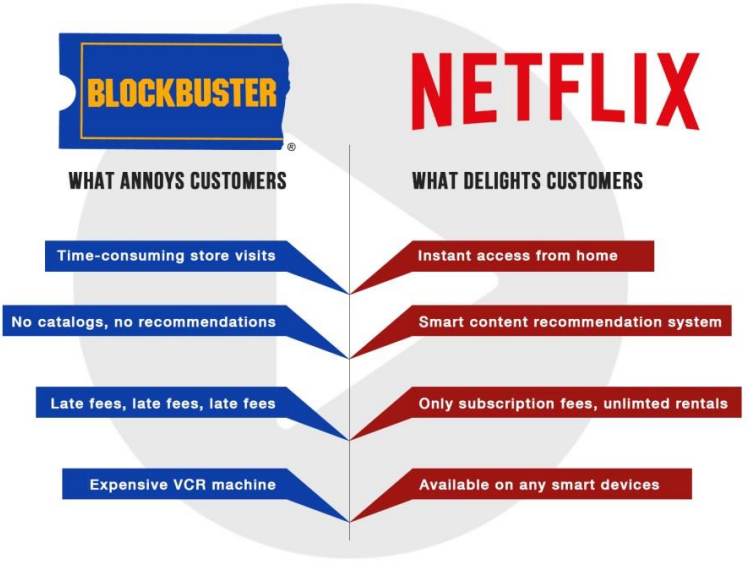 BLOCKBUSTER
®
NETFLIX
WHAT ANNOYS CUSTOMERS
WHAT DELIGHTS CUSTOMERS
Time-consuming store visits
Instant access from home
No catalogs, no recommendations
Smart content recommendation system
Late fees, late fees, late fees
Only subscription fees, unlimted rentals
Expensive VCR machine
Available on any smart devices